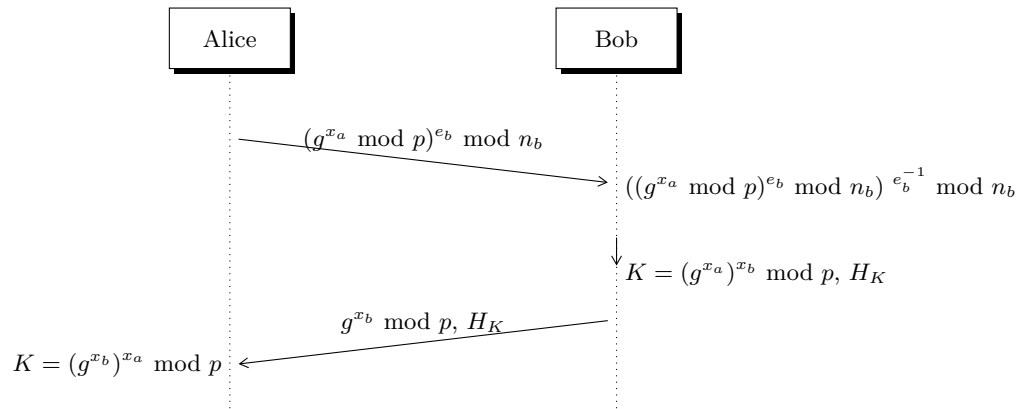 Alice
Bob
(g^{x_a} mod p)^{e_b} mod n_b
((g^{x_a} mod p)^{e_b} mod n_b) ^{e_b^{-1}} mod n_b
K = (g^{x_a})^{x_b} mod p, H_K
g^{x_b} mod p, H_K
K = (g^{x_b})^{x_a} mod p